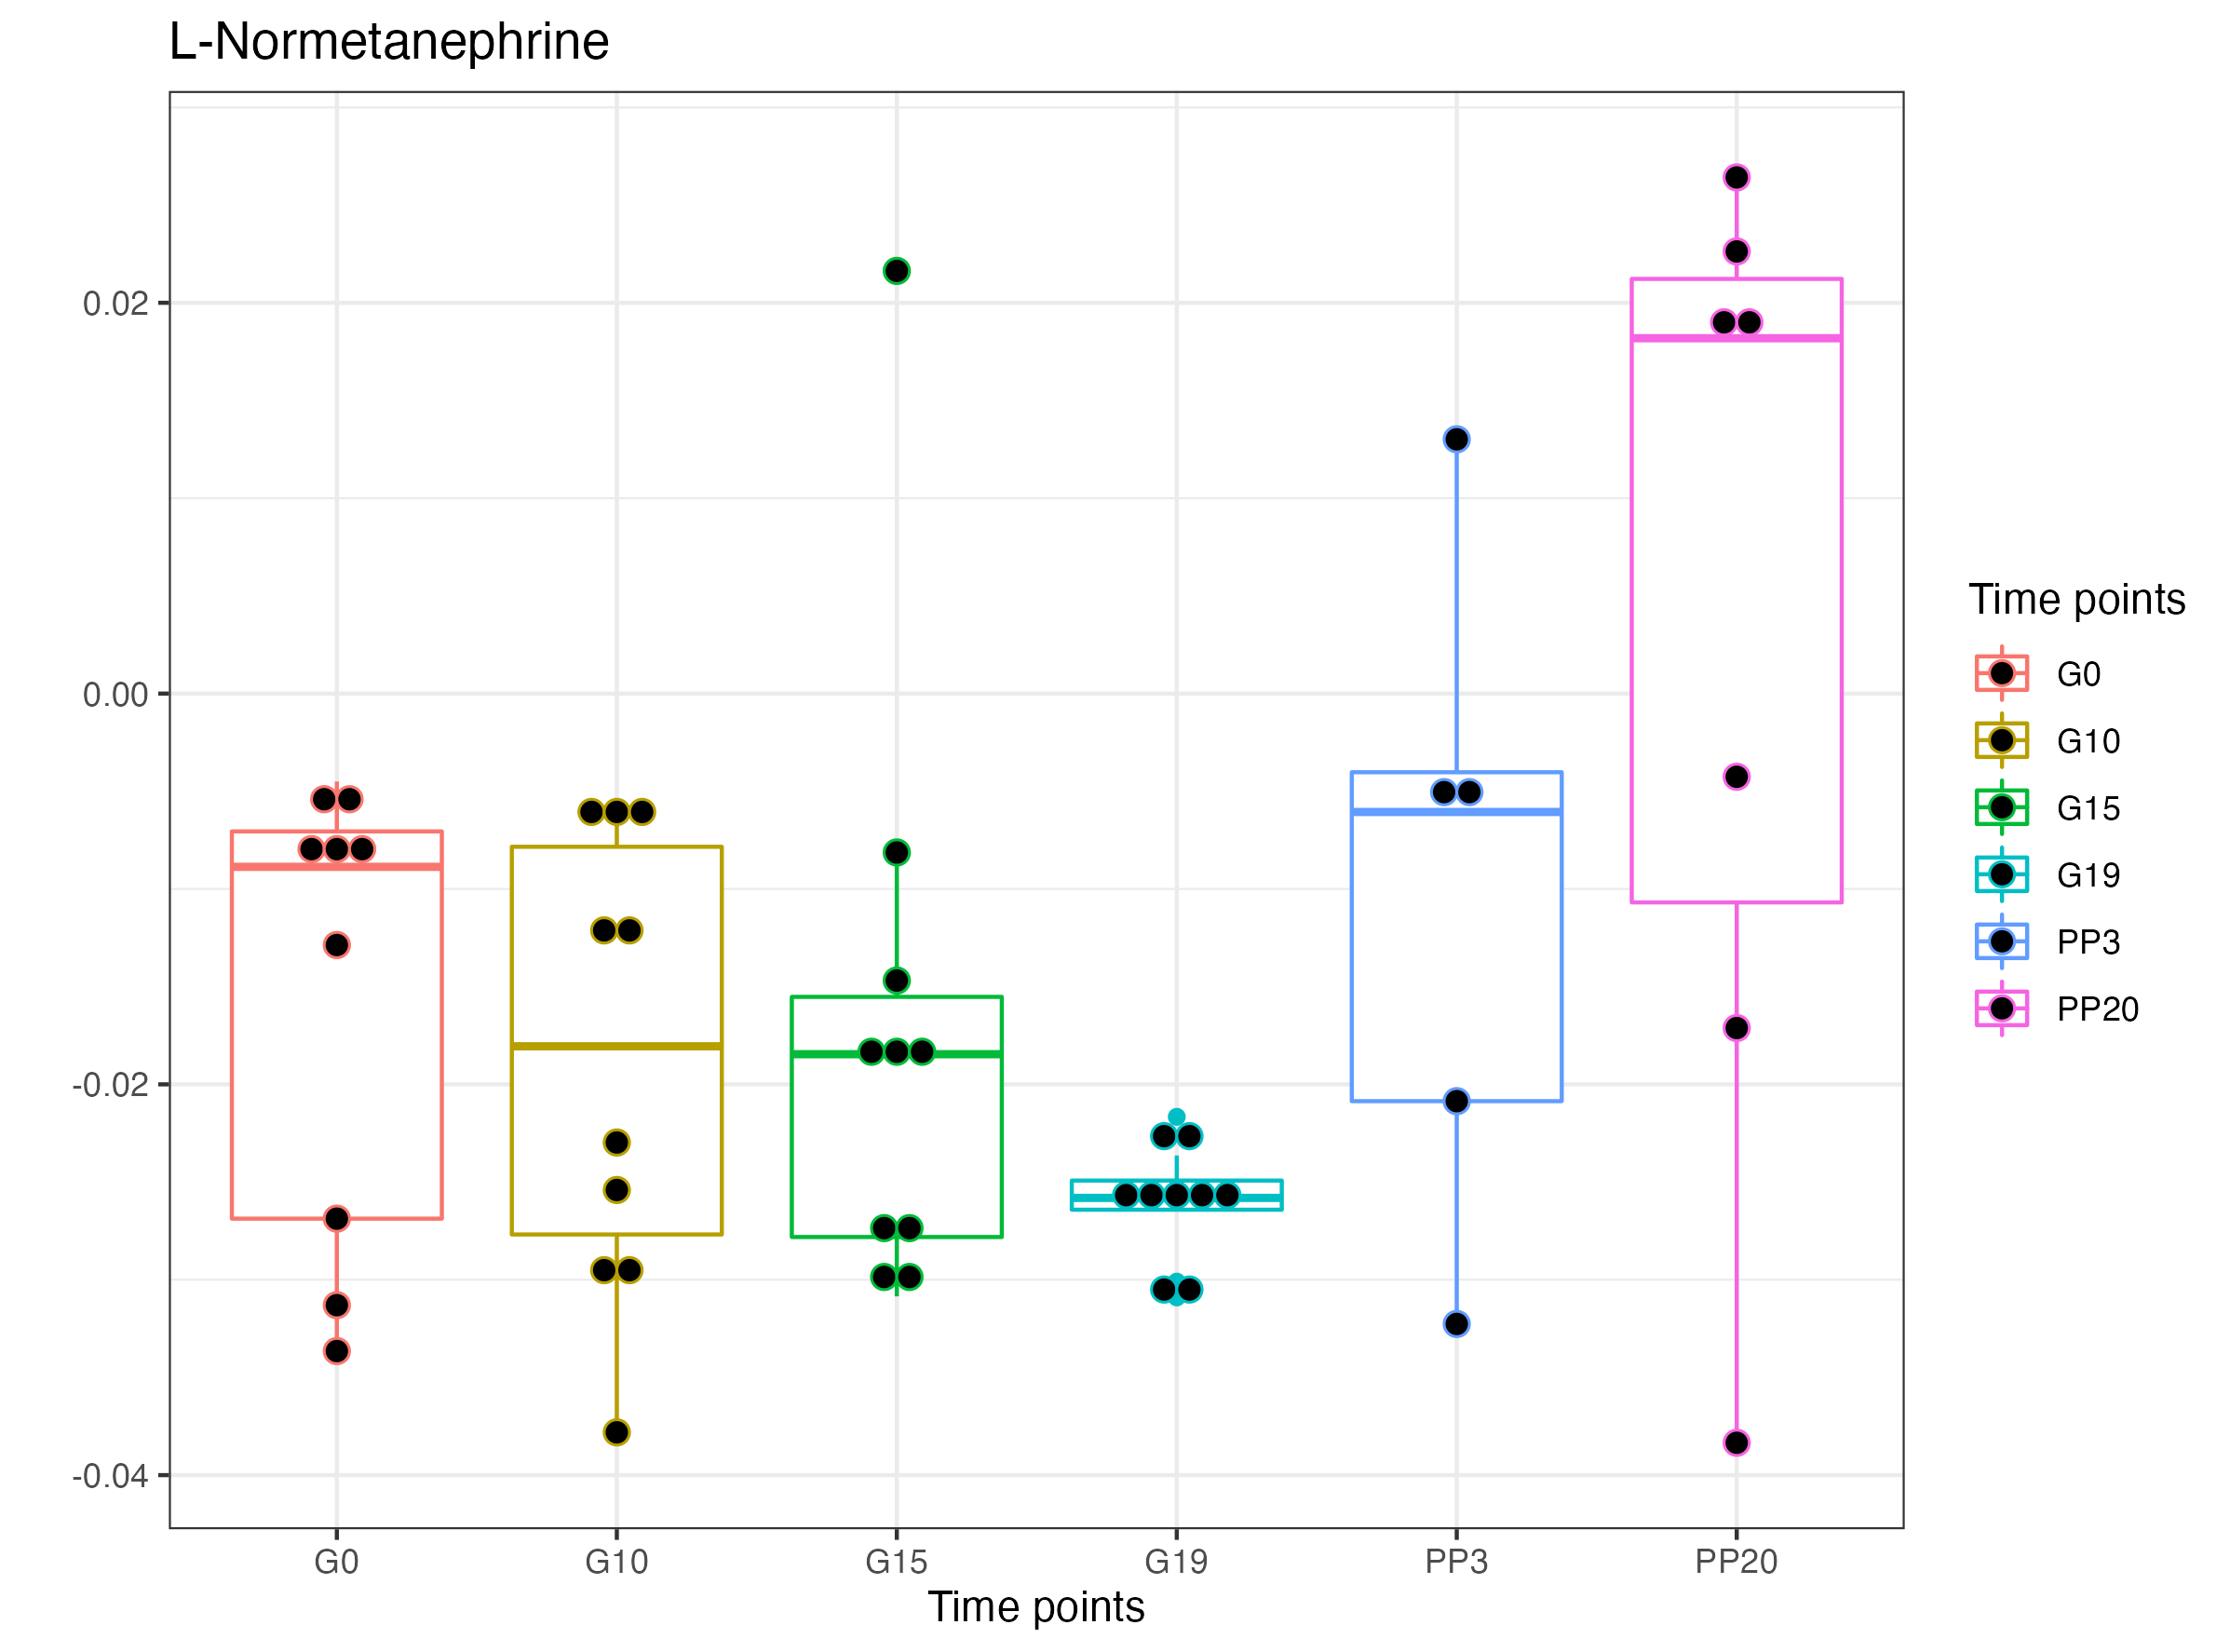 L-Normetanephrine
0.02
0.00
-0.02
-0.04
G0 G10 G15 G19 PP3 PP20
Time points
Time points
G0
G10
G15
G19
PP3
PP20